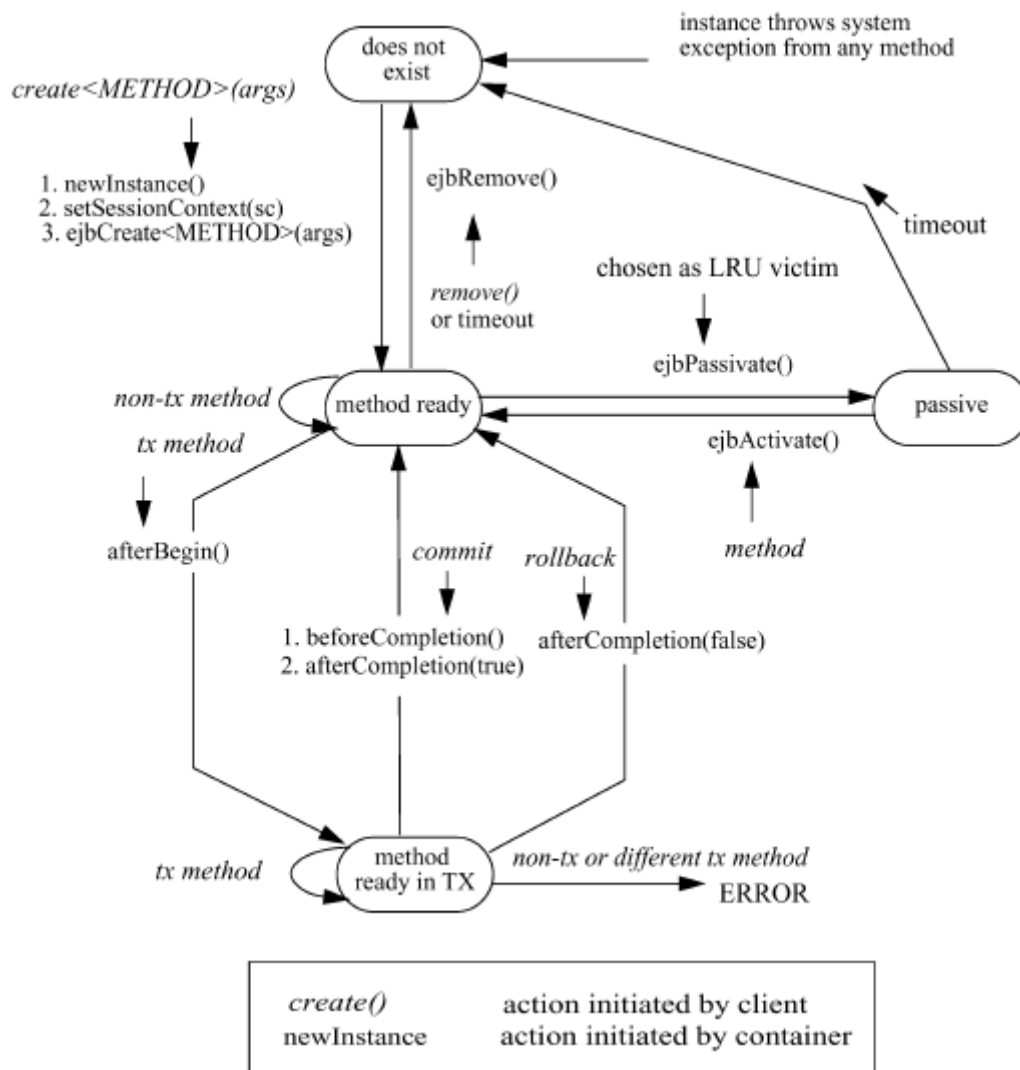 does not
exist
instance throws system
exception from any method
create<METHOD>(args)
1. newInstance()
2. setSessionContext(sc)
3. ejbCreate<METHOD>(args)
ejbRemove()
remove()
or timeout
timeout
chosen as LRU victim
ejbPassivate()
non-tx method
method ready
passive
tx method
ejbActivate()
afterBegin()
method
commit
rollback
1. beforeCompletion()
2. afterCompletion(true)
afterCompletion(false)
tx method
method
ready in TX
non-tx or different tx method
ERROR
create() action initiated by client
newInstance action initiated by container